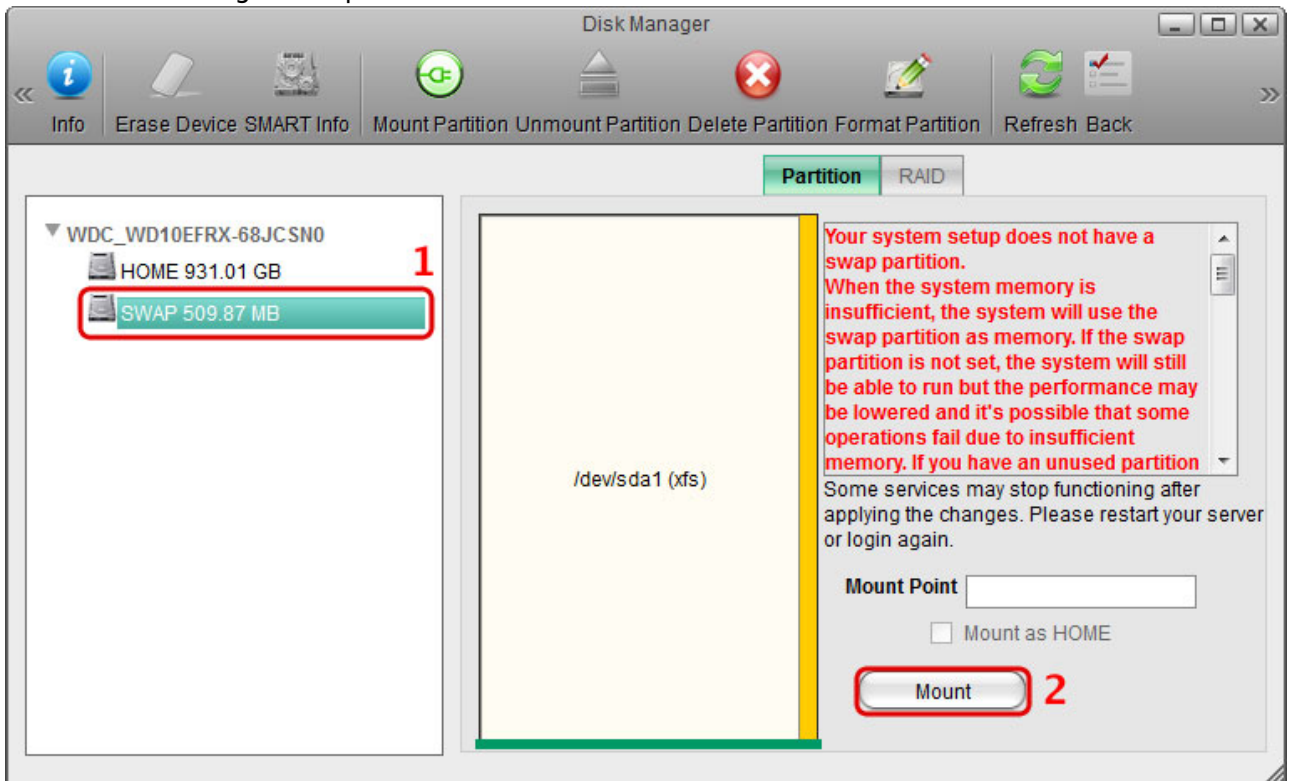 Disk Manager
Info Erase Device SMART Info Mount Partition Unmount Partition Delete Partition Format Partition Refresh Back
Partition RAID
WDC_WD10EFRX-68JCSN0
HOME 931.01 GB
1
SWAP 509.87 MB
/dev/sda1 (xfs)
Your system setup does not have a
swap partition.
When the system memory is
insufficient, the system will use the
swap partition as memory. If the swap
partition is not set, the system will still
be able to run but the performance may
be lowered and it's possible that some
operations fail due to insufficient
memory. If you have an unused partition
Some services may stop functioning after
applying the changes. Please restart your server
or login again.
Mount Point
Mount as HOME
Mount 2